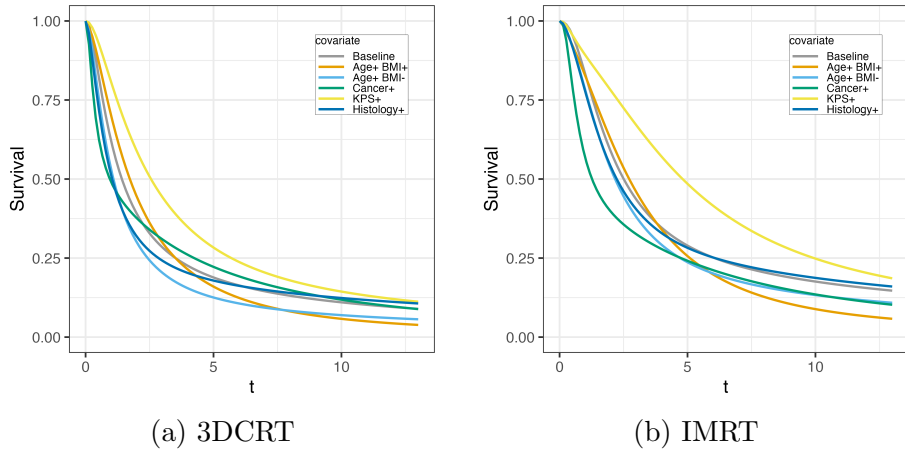 1.00
0.75
0.50
0.25
0.00
Survival
0
5
10
t
covariate
Baseline
Age+ BMI+
Age+ BMI-
Cancer+
KPS+
Histology+
(a) 3DCRT
1.00
0.75
0.50
0.25
0.00
Survival
0
5
10
t
covariate
Baseline
Age+ BMI+
Age+ BMI-
Cancer+
KPS+
Histology+
(b) IMRT